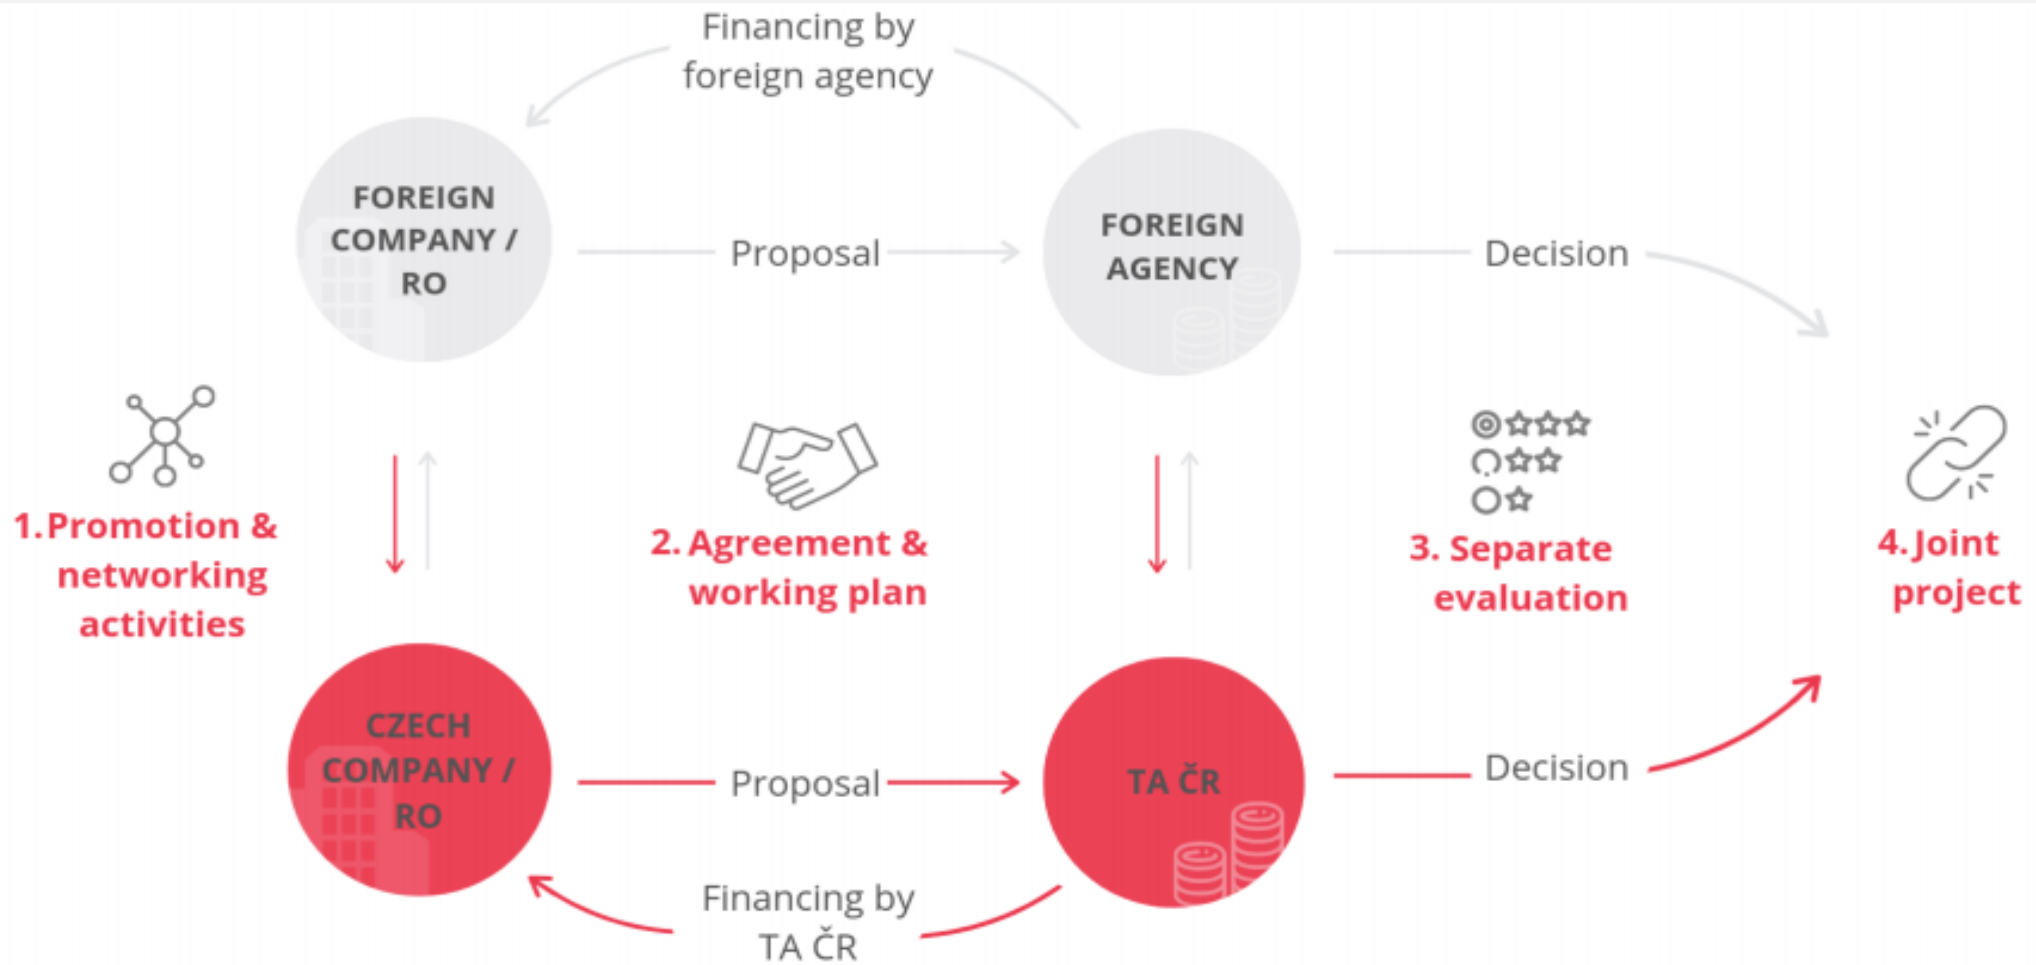 Financing by
foreign agency
FOREIGN
COMPANY /
RO
Proposal
FOREIGN
AGENCY
Decision
1. Promotion &
networking
activities
2. Agreement &
working plan
3. Separate
evaluation
4. Joint
project
CZECH
COMPANY /
RO
Proposal
TA ČR
Decision
Financing by
TA ČR